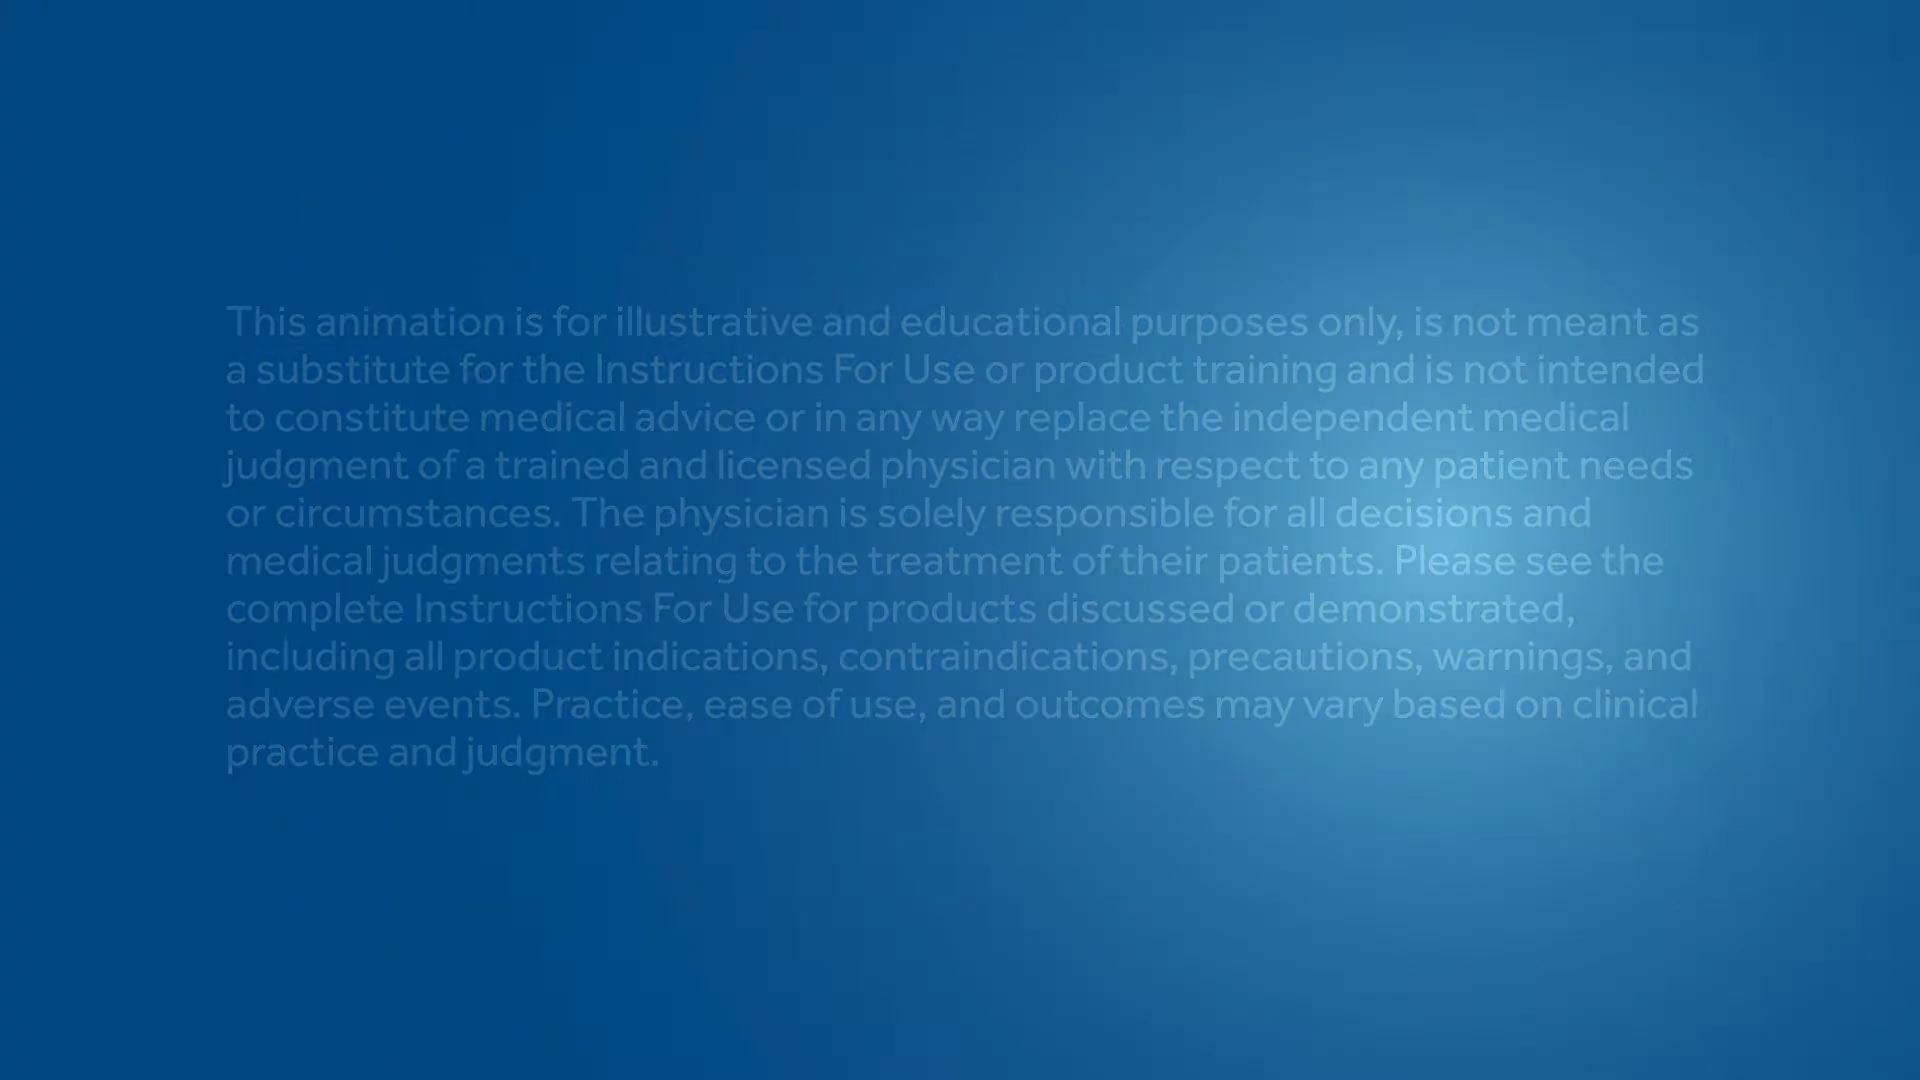 This animation is for illustrative and educational purposes only, is not meant as
a substitute for the Instructions For Use or product training and is not intended
to constitute medical advice or in any way replace the independent medical
judgment of a trained and licensed physician with respect to any patient needs
or circumstances. The physician is solely responsible for all decisions and
medical judgments relating to the treatment of their patients. Please see the
complete Instructions For Use for products discussed or demonstrated,
including all product indications, contraindications, precautions, warnings, and
adverse events. Practice, ease of use, and outcomes may vary based on clinical
practice and judgment.